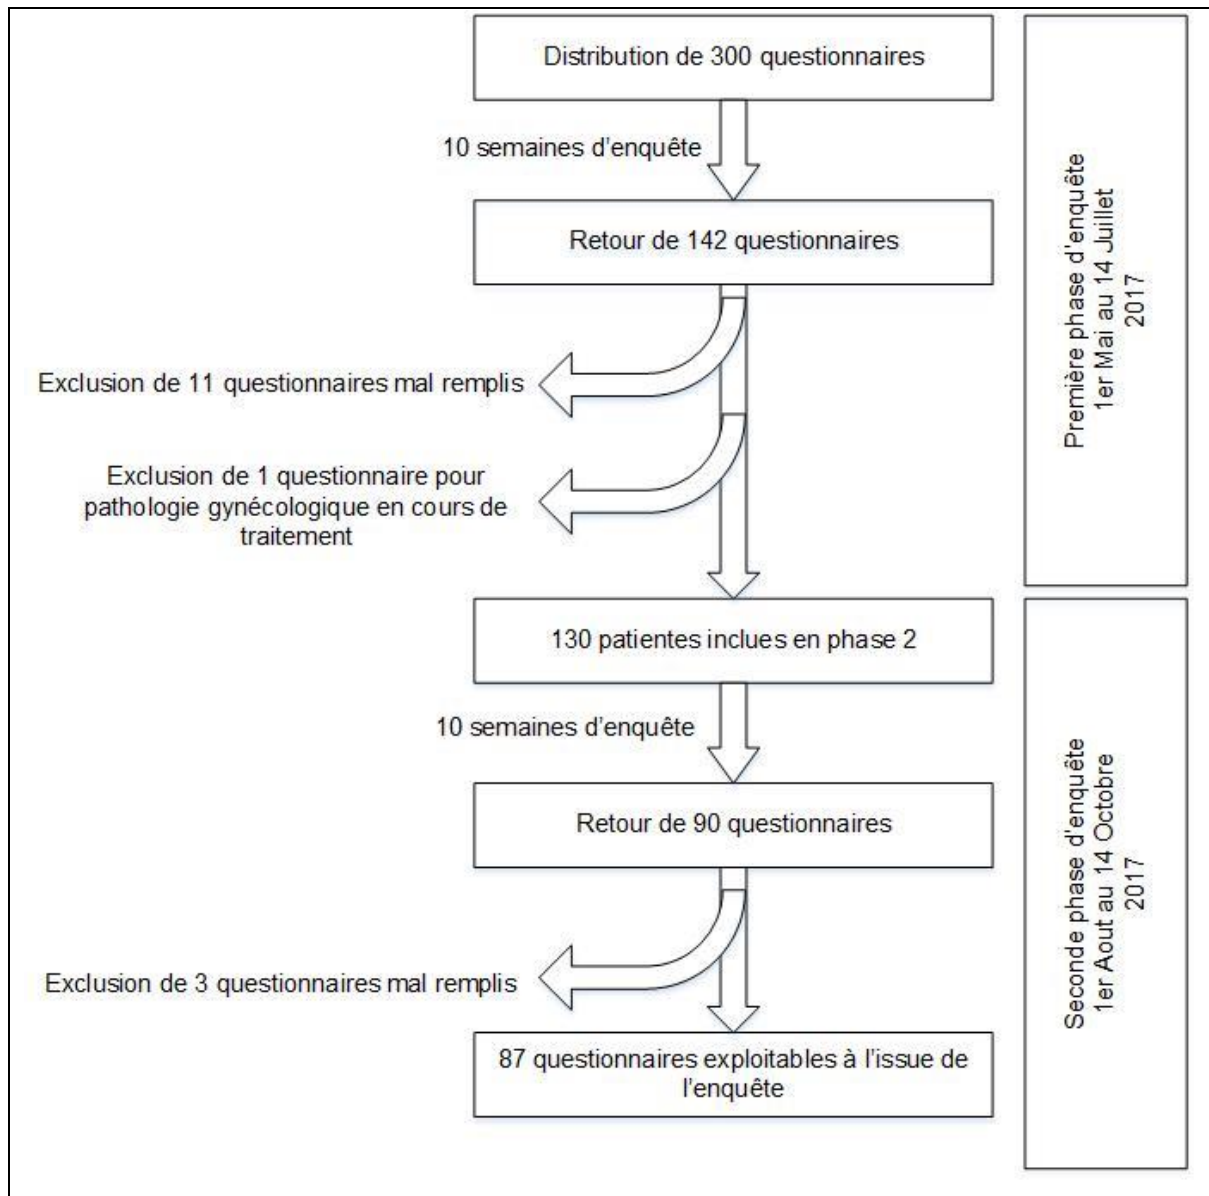 Distribution de 300 questionnaires
10 semaines d'enquête
Retour de 142 questionnaires
Exclusion de 11 questionnaires mal remplis
Exclusion de 1 questionnaire pour
pathologie gynécologique en cours de
traitement
Première phase d'enquête
1er Mai au 14 Juillet
2017
130 patientes inclues en phase 2
10 semaines d'enquête
Retour de 90 questionnaires
Exclusion de 3 questionnaires mal remplis
87 questionnaires exploitables à l'issue de
l'enquête
Seconde phase d'enquête
1er Aout au 14 Octobre
2017